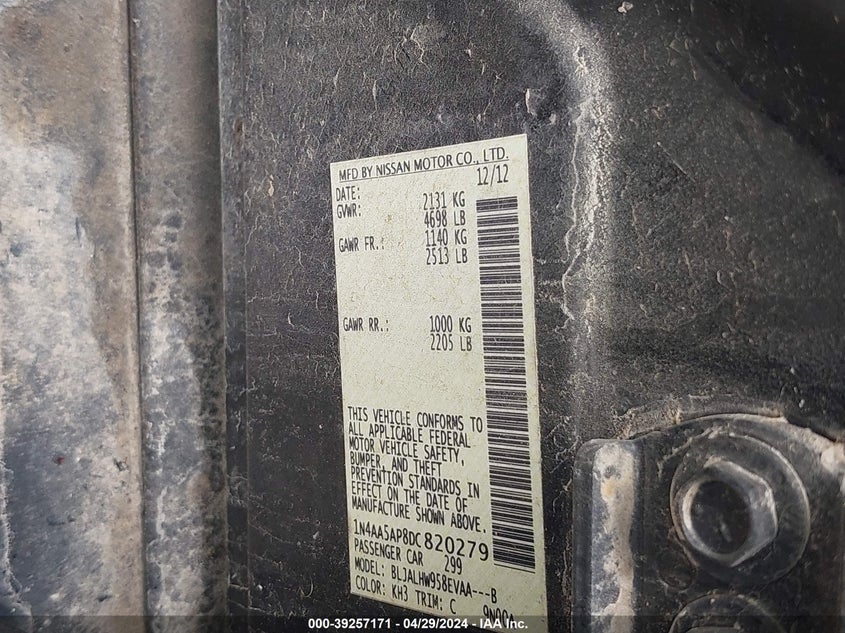 MFD BY NISSAN MOTOR CO., LTD.
DATE: 12/12
GVWR: 2131 KG
4698 LB
GAWR FR.: 1140 KG
2513 LB
GAWR RR.: 1000 KG
2205 LB
THIS VEHICLE CONFORMS TO
ALL APPLICABLE FEDERAL
MOTOR VEHICLE SAFETY,
BUMPER, AND THEFT
PREVENTION STANDARDS IN
EFFECT ON THE DATE OF
MANUFACTURE SHOWN ABOVE.
1N4AA5AP8DC820279
PASSENGER CAR 299
MODEL: BLJALHW958EVAA---B
COLOR: KH3 TRIM: C
000-39257171 - 04/29/2024 - IAA Inc.